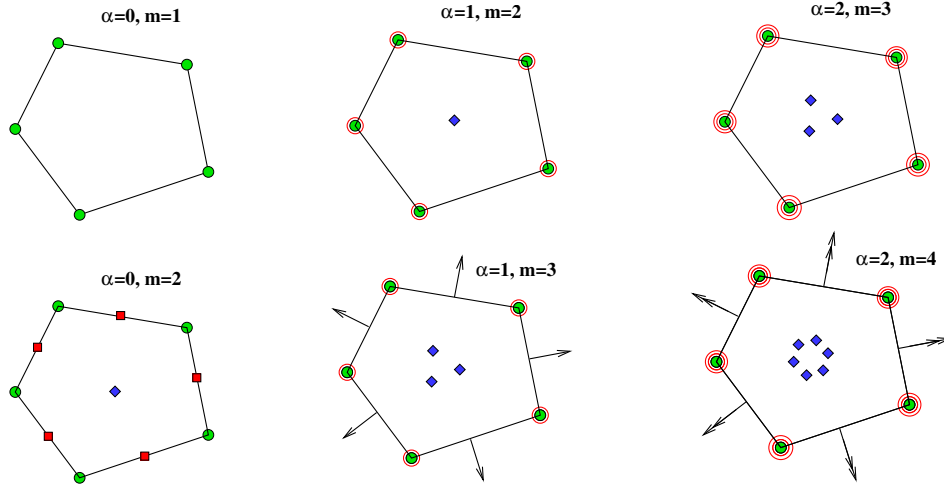 α=0, m=1
α=1, m=2
α=2, m=3
α=0, m=2
α=1, m=3
α=2, m=4